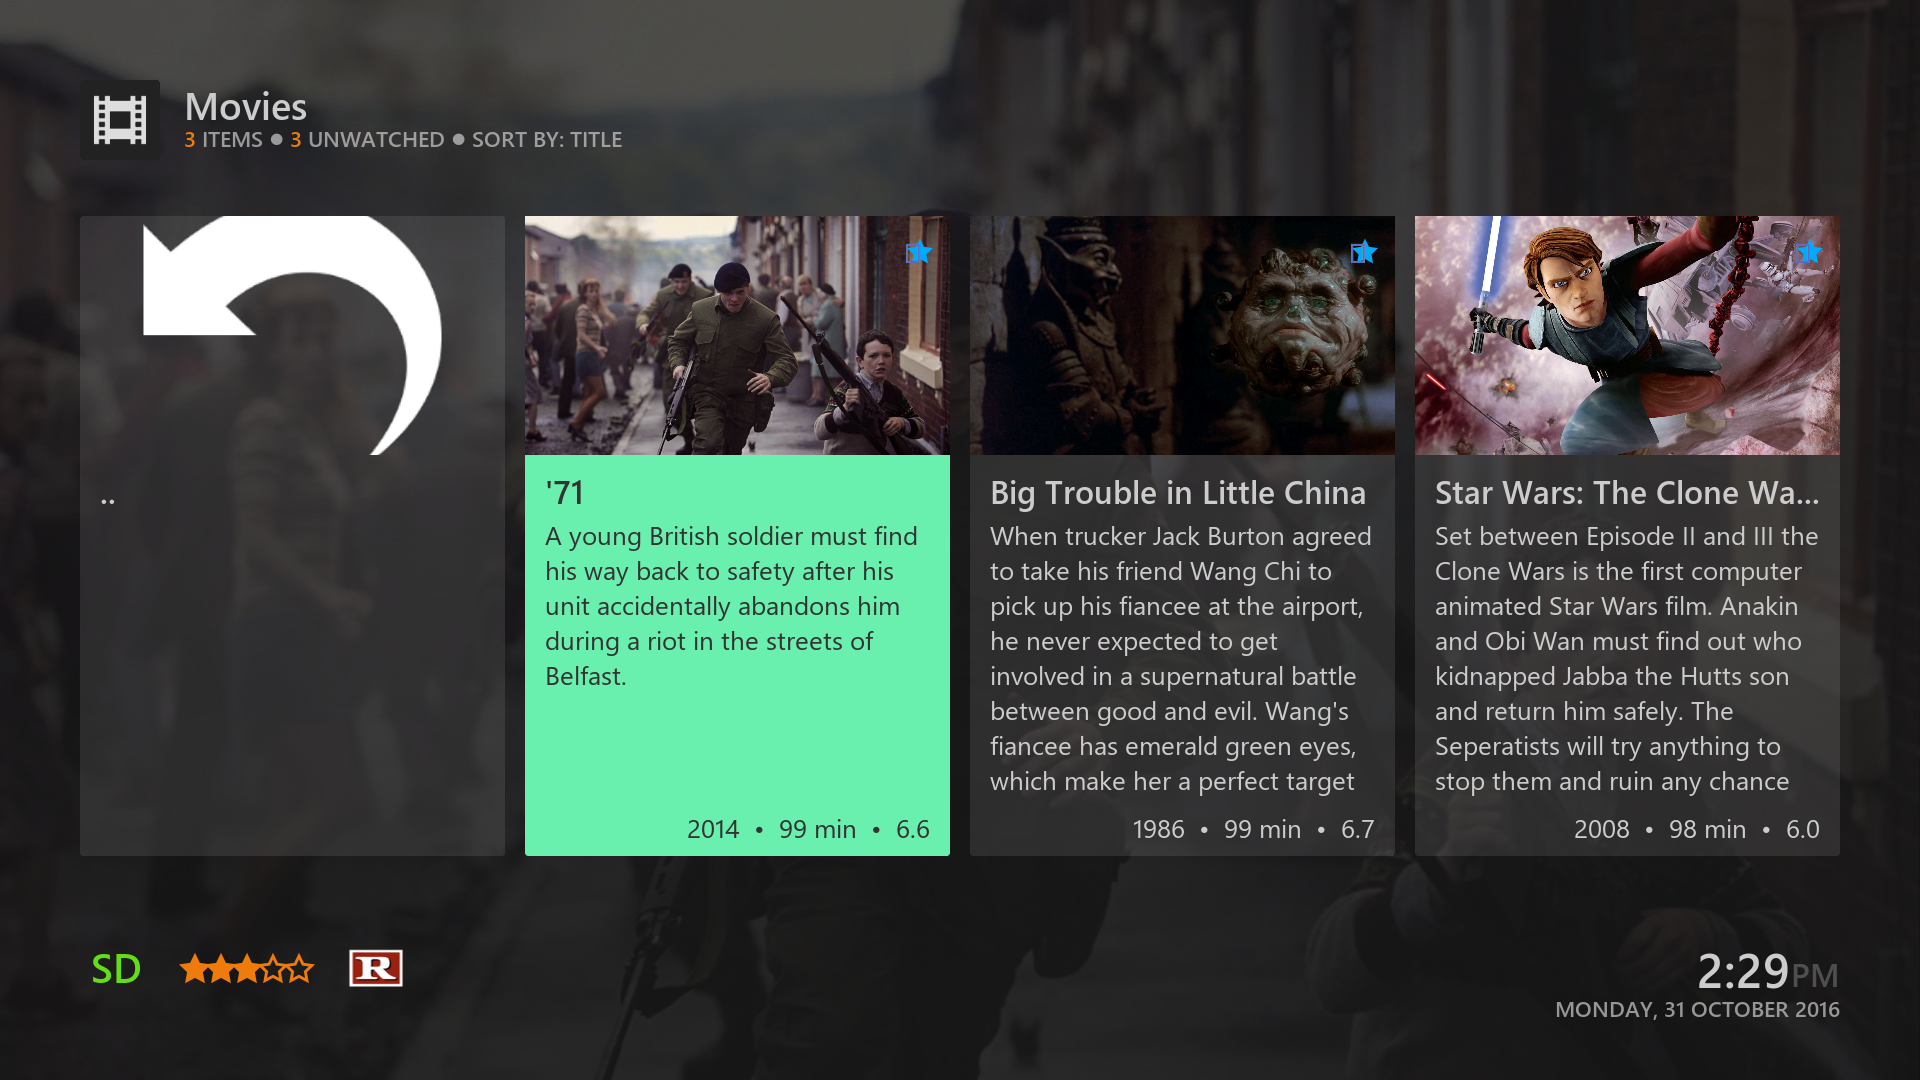 Movies
3 ITEMS ● 3 UNWATCHED ● SORT BY: TITLE
..
'71
A young British soldier must find
his way back to safety after his
unit accidentally abandons him
during a riot in the streets of
Belfast.
2014 • 99 min • 6.6
Big Trouble in Little China
When trucker Jack Burton agreed
to take his friend Wang Chi to
pick up his fiancee at the airport,
he never expected to get
involved in a supernatural battle
between good and evil. Wang's
fiancee has emerald green eyes,
which make her a perfect target
1986 • 99 min • 6.7
Star Wars: The Clone Wa...
Set between Episode II and III the
Clone Wars is the first computer
animated Star Wars film. Anakin
and Obi Wan must find out who
kidnapped Jabba the Hutts son
and return him safely. The
Seperatists will try anything to
stop them and ruin any chance
2008 • 98 min • 6.0
SD
R
2:29PM
MONDAY, 31 OCTOBER 2016